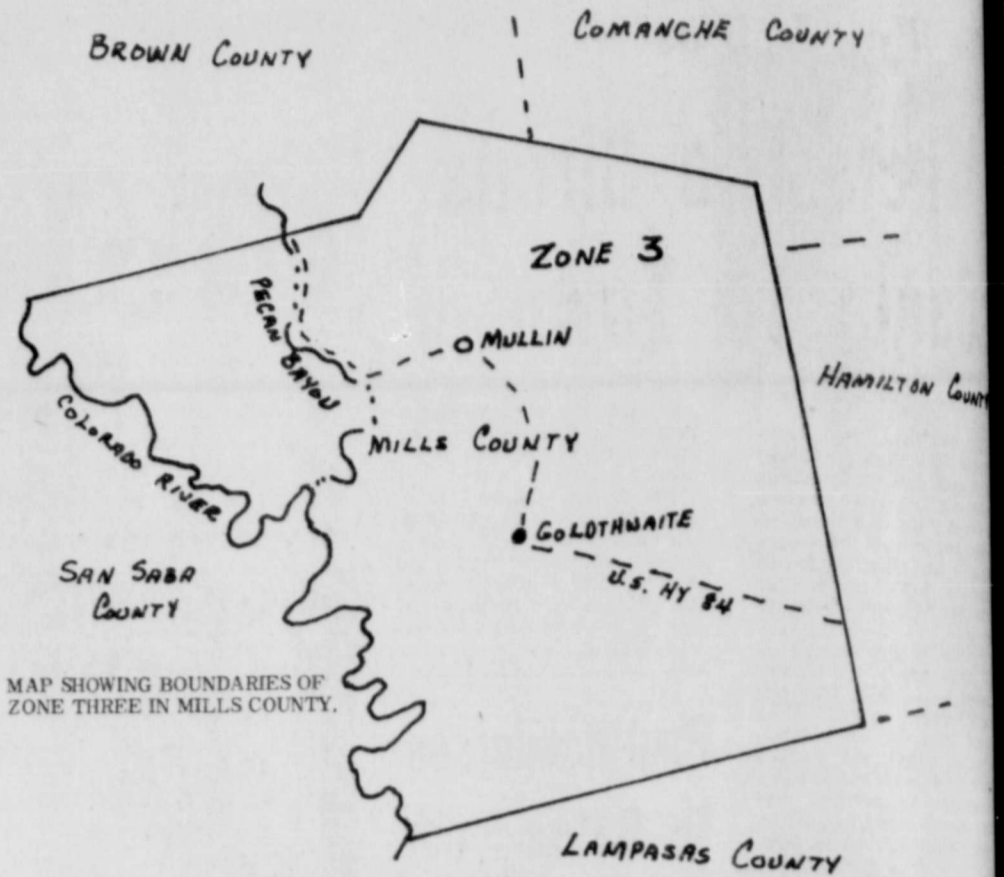 BROWN COUNTY
COMANCHE COUNTY
ZONE 3
PECAN BAYOU
MULLIN
HAMILTON COUNTY
COLORADO RIVER
MILLS COUNTY
GOLDTHWAITE
U.S. HY 84
SAN SABA
COUNTY
MAP SHOWING BOUNDARIES OF
ZONE THREE IN MILLS COUNTY.
LAMPASAS COUNTY